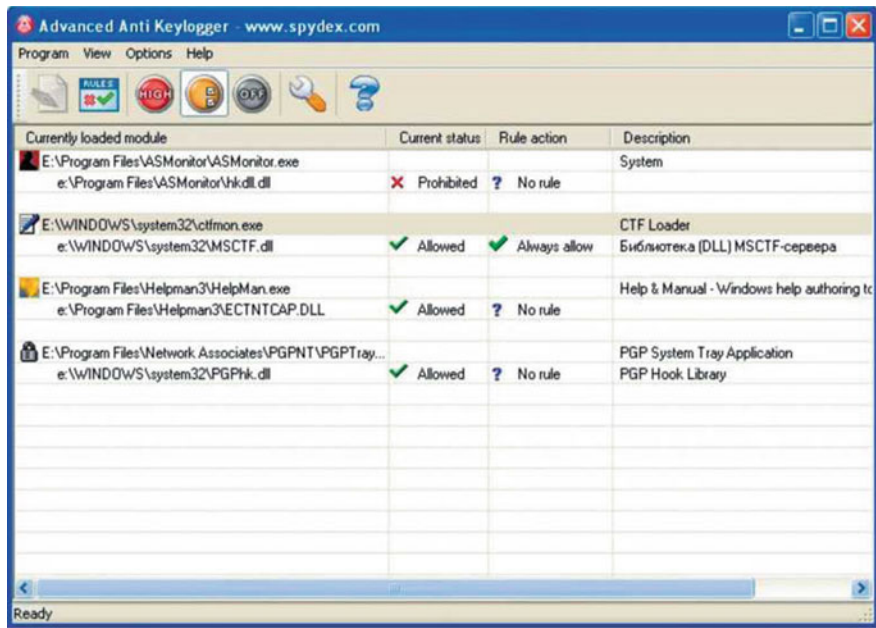 Advanced Anti Keylogger - www.spydex.com
Program View Options Help
RULES HIGH OFF
Currently loaded module Current status Rule action Description
E:\Program Files\ASMonitor\ASMonitor.exe System
e:\Program Files\ASMonitor\hkdll.dll Prohibited ? No rule
E:\WINDOWS\system32\ctfmon.exe CTF Loader
e:\WINDOWS\system32\MSCTF.dll Allowed Always allow Библиотека (DLL) MSCTF-сервера
E:\Program Files\Helpman3\HelpMan.exe Help & Manual - Windows help authoring to
e:\Program Files\Helpman3\ECTNTCAP.DLL Allowed ? No rule
E:\Program Files\Network Associates\PGPNT\PGPTray... PGP System Tray Application
e:\WINDOWS\system32\PGPhk.dll Allowed ? No rule PGP Hook Library
Ready